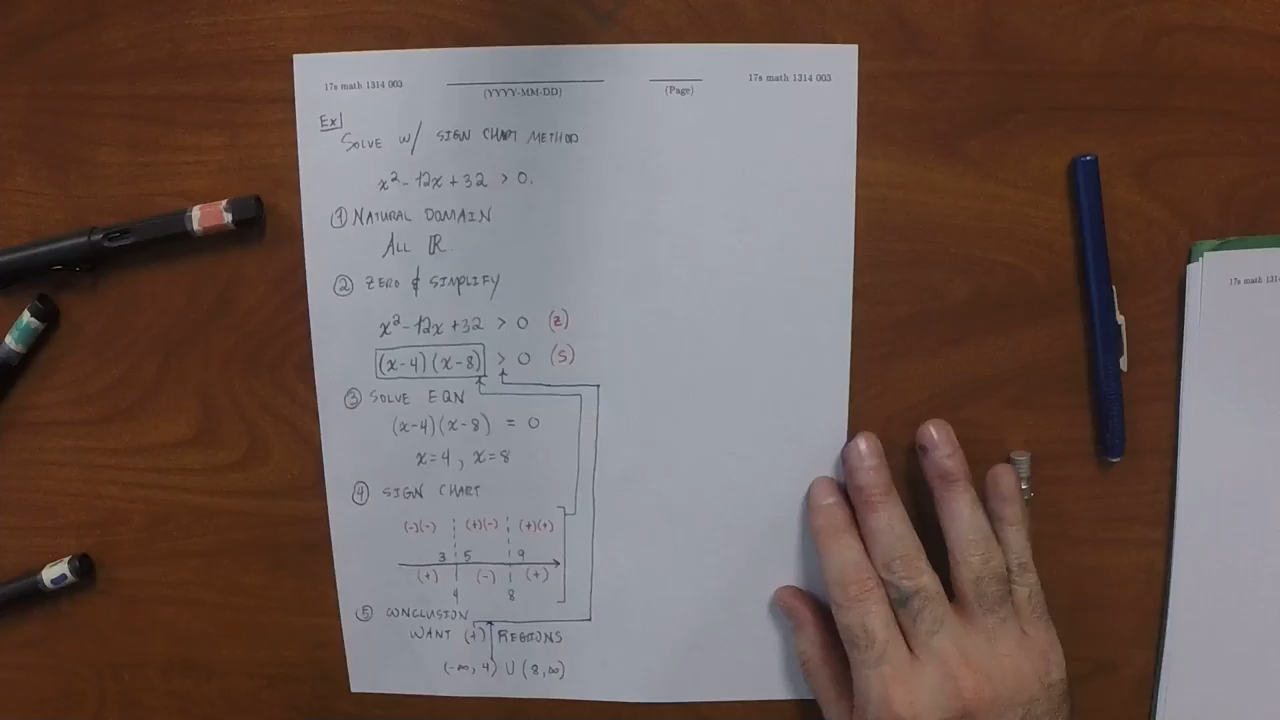 17s math 1314 003
(YYYY-MM-DD)
(Page)
17s math 1314 003
Ex1
SOLVE W/ SIGN CHART METHOD
x²-12x+32 > 0.
① NATURAL DOMAIN
ALL ℝ.
② ZERO & SIMPLIFY
x²-12x+32 > 0 (Z)
(x-4)(x-8) > 0 (S)
③ SOLVE EQN
(x-4)(x-8) = 0
x=4, x=8
④ SIGN CHART
(-)(-) (+)(-) (+)(+)
3 5 9
(+) (-) (+)
4 8
⑤ CONCLUSION
WANT (+) REGIONS
(-∞, 4) ∪ (8, ∞)